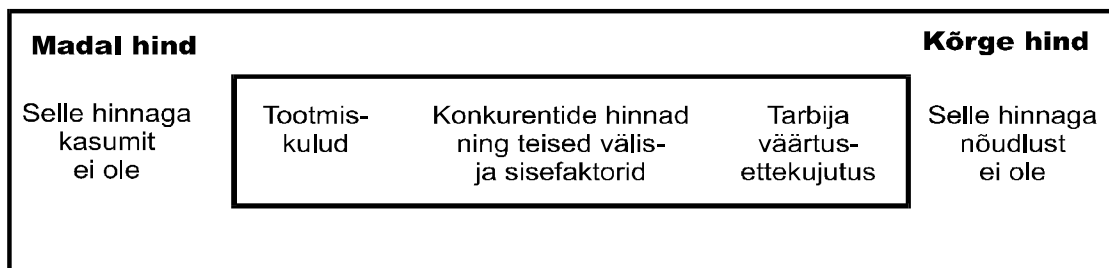 Madal hind
Kõrge hind
Selle hinnaga
kasumit
ei ole
Tootmis-
kulud
Konkurentide hinnad
ning teised välis-
ja sisefaktorid
Tarbija
väärtus-
ettekujutus
Selle hinnaga
nõudlust
ei ole